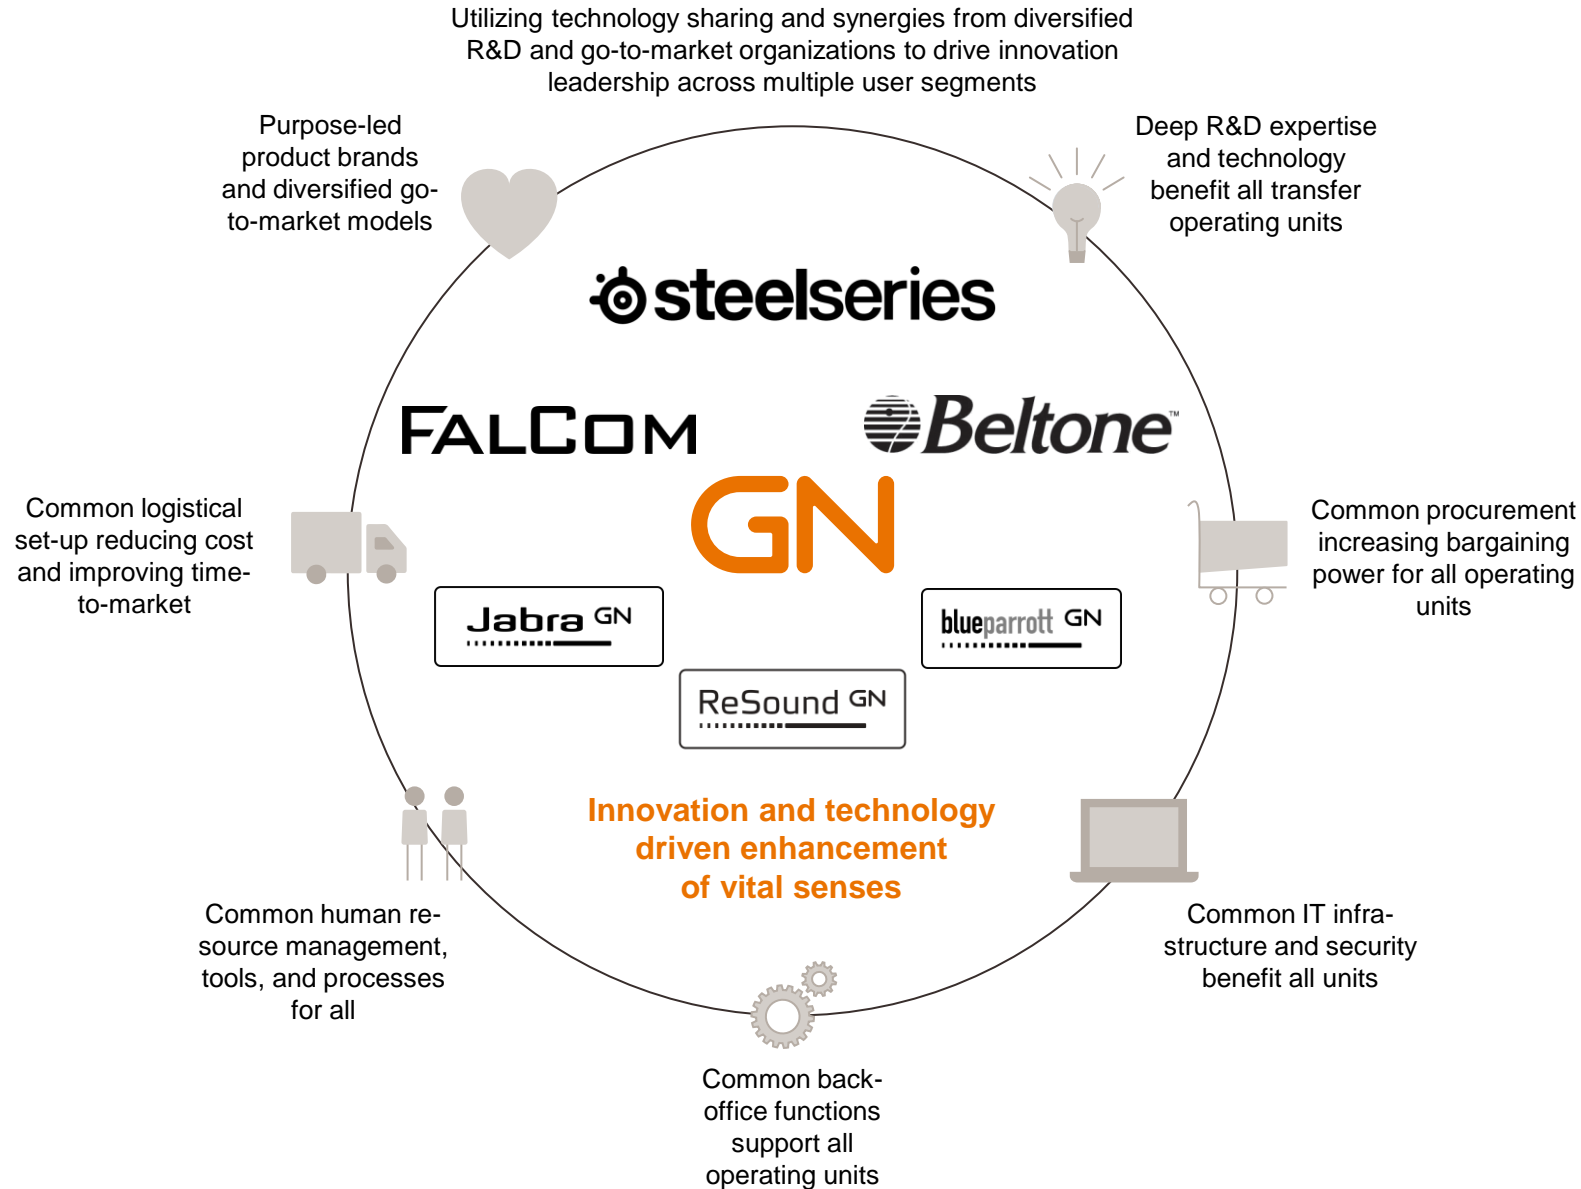 Utilizing technology sharing and synergies from diversified
R&D and go-to-market organizations to drive innovation
leadership across multiple user segments
Purpose-led
product brands
and diversified go-
to-market models
Deep R&D expertise
and technology
benefit all transfer
operating units
steelseries
FALCOM
Beltone™
GN
Common logistical
set-up reducing cost
and improving time-
to-market
Common procurement
increasing bargaining
power for all operating
units
Jabra GN
blueparrott GN
ReSound GN
Innovation and technology
driven enhancement
of vital senses
Common human re-
source management,
tools, and processes
for all
Common IT infra-
structure and security
benefit all units
Common back-
office functions
support all
operating units